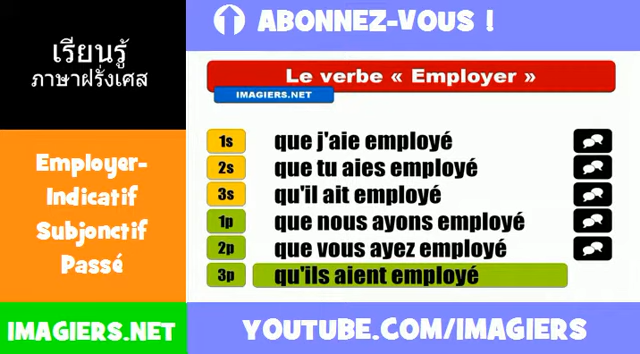 เรียนรู้
ภาษาฝรั่งเศส
Employer-
Indicatif
Subjonctif
Passé
IMAGIERS.NET
ABONNEZ-VOUS !
Le verbe « Employer »
IMAGIERS.NET
1s que j'aie employé
2s que tu aies employé
3s qu'il ait employé
1p que nous ayons employé
2p que vous ayez employé
3p qu'ils aient employé
YOUTUBE.COM/IMAGIERS